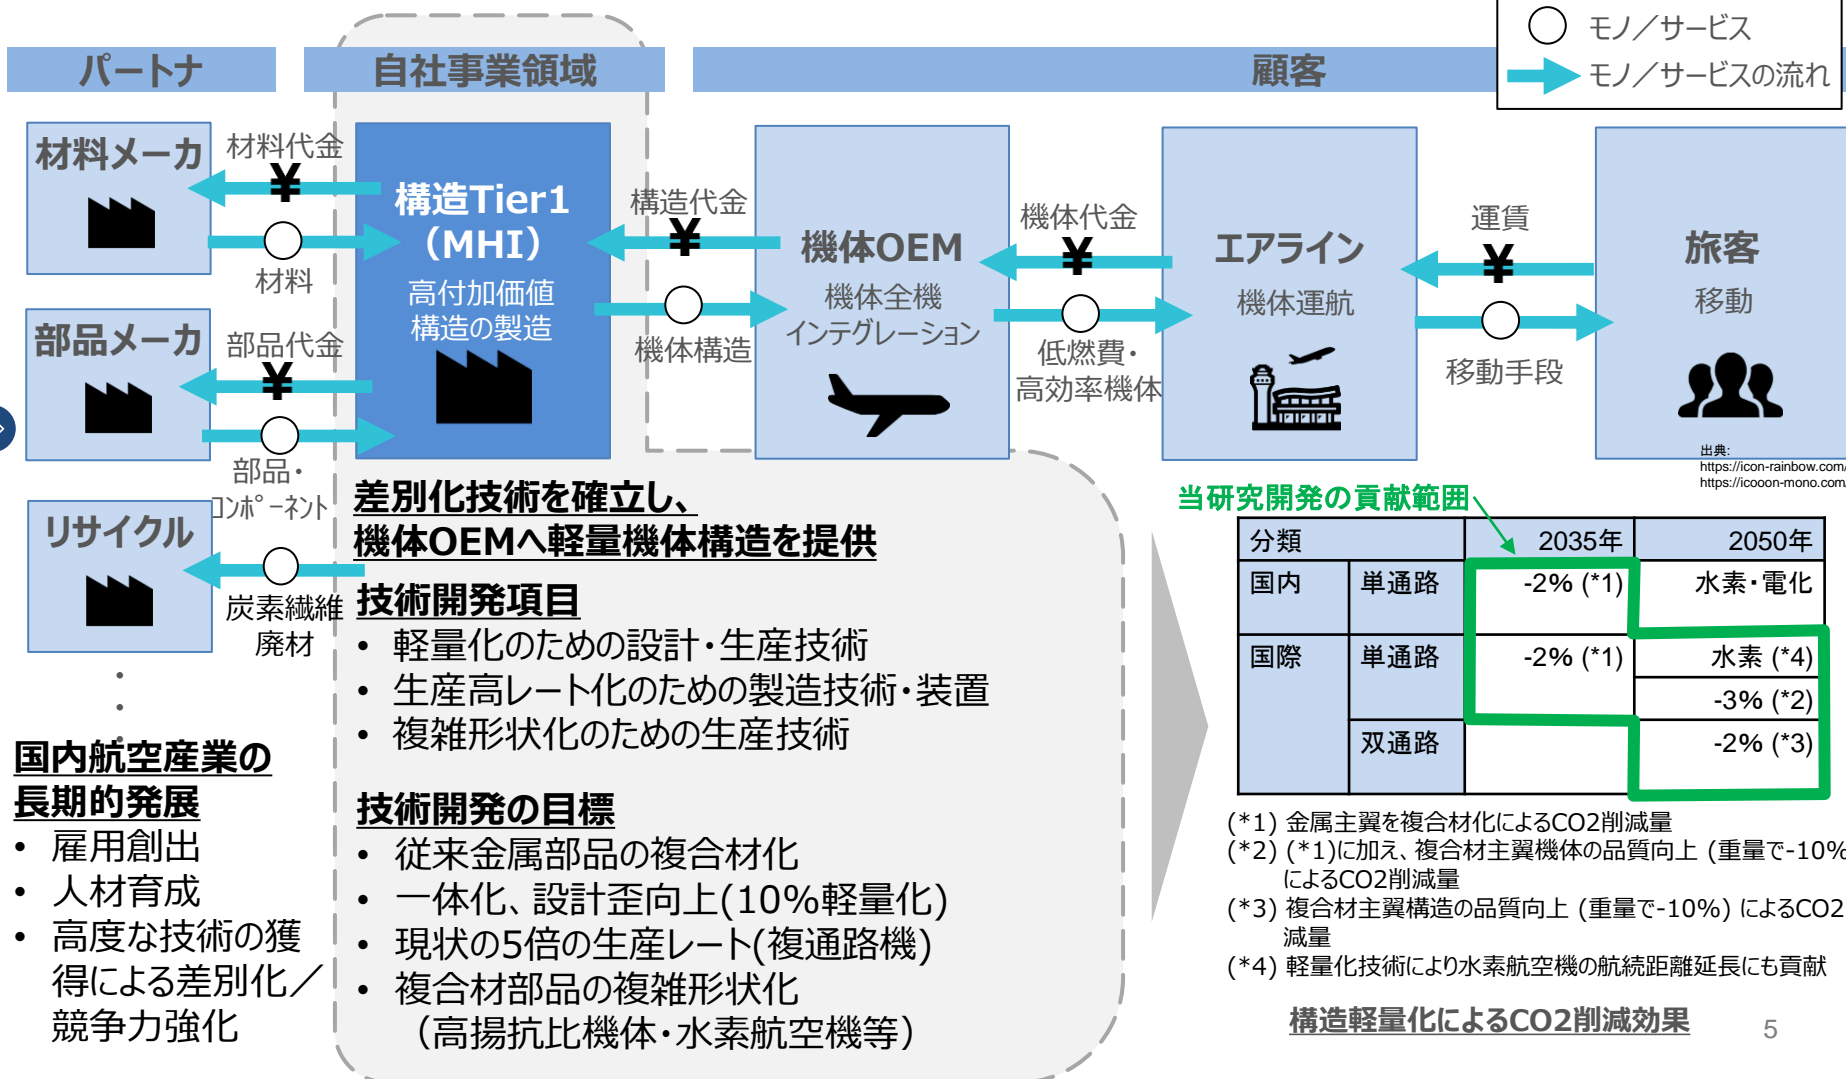 モノ／サービス
モノ／サービスの流れ
パートナ
自社事業領域
顧客
材料メーカ
材料代金
¥
材料
部品メーカ
部品代金
¥
部品・
コンポーネント
リサイクル
炭素繊維
廃材
・
・
・
構造Tier1
（MHI）
高付加価値
構造の製造
構造代金
¥
機体構造
機体OEM
機体全機
インテグレーション
機体代金
¥
低燃費・
高効率機体
エアライン
機体運航
運賃
¥
移動手段
旅客
移動
出典:
https://icon-rainbow.com/
https://icooon-mono.com/
国内航空産業の
長期的発展
• 雇用創出
• 人材育成
• 高度な技術の獲
得による差別化／
競争力強化
差別化技術を確立し、
機体OEMへ軽量機体構造を提供
技術開発項目
• 軽量化のための設計・生産技術
• 生産高レート化のための製造技術・装置
• 複雑形状化のための生産技術
技術開発の目標
• 従来金属部品の複合材化
• 一体化、設計歪向上(10%軽量化)
• 現状の5倍の生産レート(複通路機)
• 複合材部品の複雑形状化
（高揚抗比機体・水素航空機等）
当研究開発の貢献範囲
分類 2035年 2050年
国内 単通路 -2% (*1) 水素・電化
国際 単通路 -2% (*1) 水素 (*4)
-3% (*2)
双通路 -2% (*3)
(*1) 金属主翼を複合材化によるCO2削減量
(*2) (*1)に加え、複合材主翼機体の品質向上 (重量で-10%
によるCO2削減量
(*3) 複合材主翼構造の品質向上 (重量で-10%) によるCO2
減量
(*4) 軽量化技術により水素航空機の航続距離延長にも貢献
構造軽量化によるCO2削減効果
5